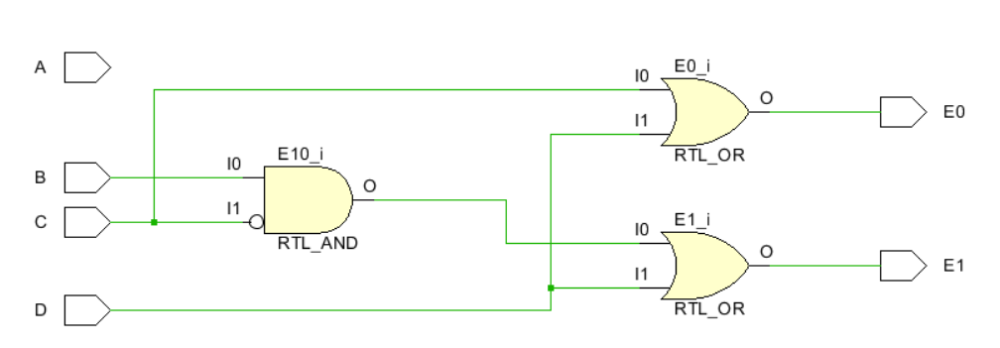 A
E0_i
I0
O
I1
E0
RTL_OR
E10_i
B
I0
O
C
I1
RTL_AND
E1_i
I0
O
I1
E1
RTL_OR
D